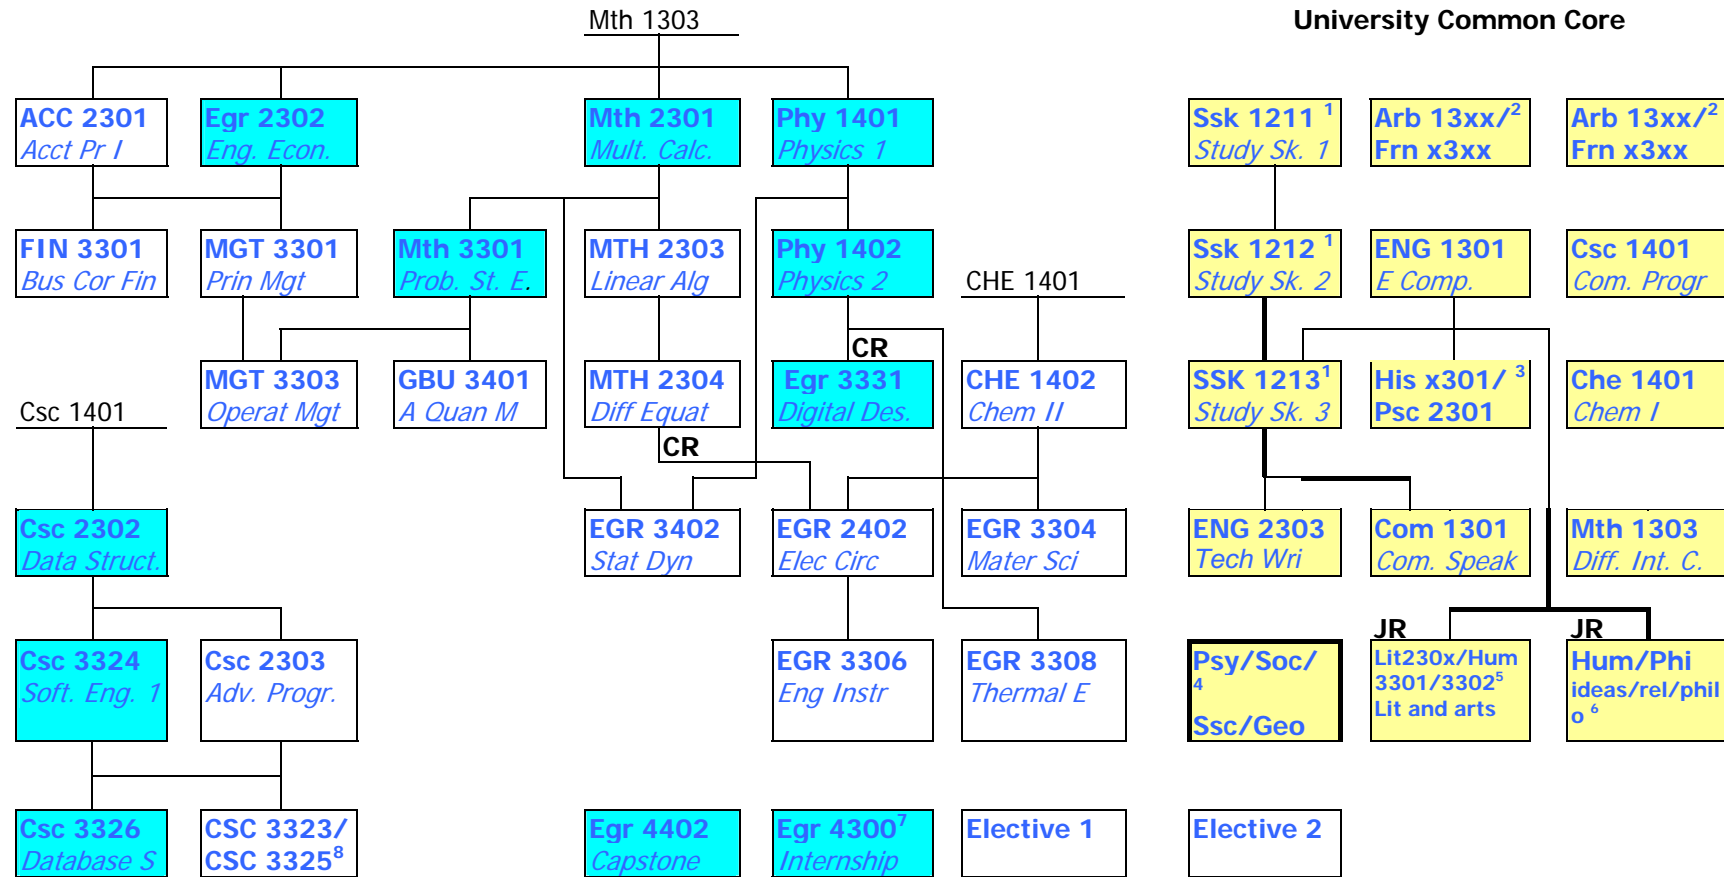 Mth 1303
University Common Core
ACC 2301
Acct Pr I
Egr 2302
Eng. Econ.
Mth 2301
Mult. Calc.
Phy 1401
Physics 1
Ssk 1211 1
Study Sk. 1
Arb 13xx/2
Frn x3xx
Arb 13xx/2
Frn x3xx
FIN 3301
Bus Cor Fin
MGT 3301
Prin Mgt
Mth 3301
Prob. St. E.
MTH 2303
Linear Alg
Phy 1402
Physics 2
CHE 1401
Ssk 1212 1
Study Sk. 2
ENG 1301
E Comp.
Csc 1401
Com. Progr
CR
Csc 1401
MGT 3303
Operat Mgt
GBU 3401
A Quan M
MTH 2304
Diff Equat
Egr 3331
Digital Des.
CHE 1402
Chem II
SSK 12131
Study Sk. 3
His x301/ 3
Psc 2301
Che 1401
Chem I
CR
Csc 2302
Data Struct.
EGR 3402
Stat Dyn
EGR 2402
Elec Circ
EGR 3304
Mater Sci
ENG 2303
Tech Wri
Com 1301
Com. Speak
Mth 1303
Diff. Int. C.
JR
JR
Csc 3324
Soft. Eng. 1
Csc 2303
Adv. Progr.
EGR 3306
Eng Instr
EGR 3308
Thermal E
Psy/Soc/
4
Ssc/Geo
Lit230x/Hum
3301/33025
Lit and arts
Hum/Phi
ideas/rel/phil
o 6
Csc 3326
Database S
CSC 3323/
CSC 33258
Egr 4402
Capstone
Egr 43007
Internship
Elective 1
Elective 2